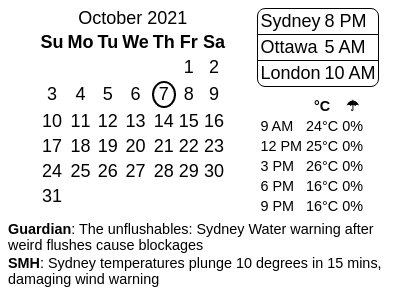 October 2021
Su Mo Tu We Th Fr Sa
1 2
3 4 5 6 7 8 9
10 11 12 13 14 15 16
17 18 19 20 21 22 23
24 25 26 27 28 29 30
31
Sydney 8 PM
Ottawa 5 AM
London 10 AM
°C ☂
9 AM 24°C 0%
12 PM 25°C 0%
3 PM 26°C 0%
6 PM 16°C 0%
9 PM 16°C 0%
Guardian: The unflushables: Sydney Water warning after
weird flushes cause blockages
SMH: Sydney temperatures plunge 10 degrees in 15 mins,
damaging wind warning